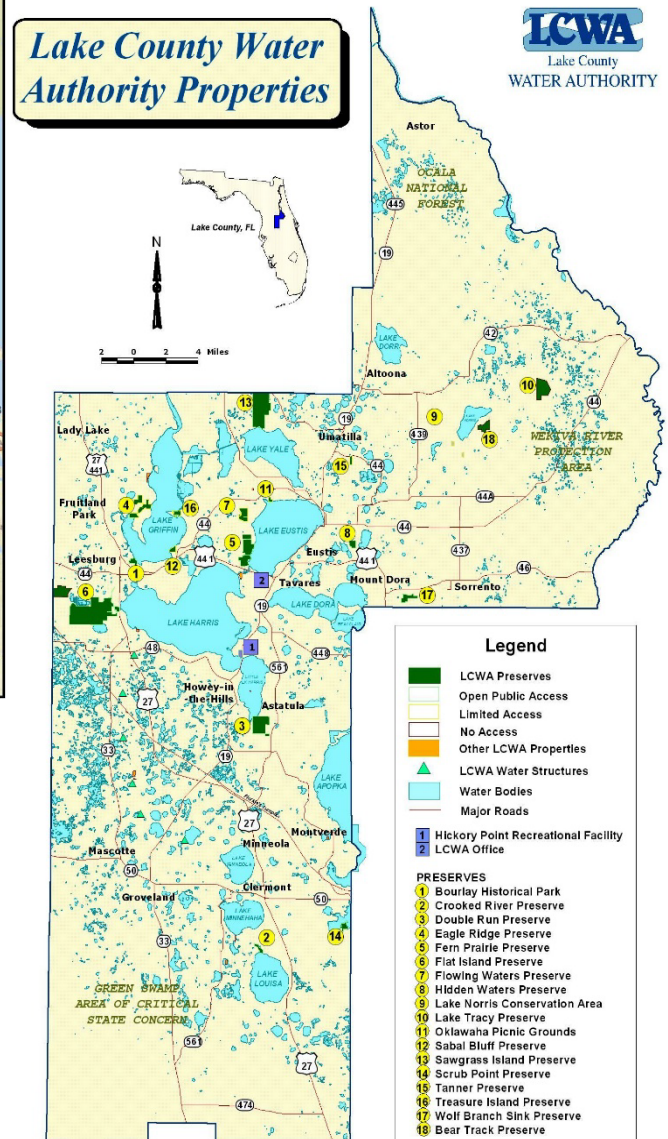 Lake County Water
Authority Properties
LCWA
Lake County
WATER AUTHORITY
Lake County, FL
N
2 0 2 4 Miles
Astor
OCALA
NATIONAL
FOREST
445
19
LAKE
DORR
42
Altoona
10
44
13
19
9
Lady Lake
Umatilla
439
18
WEKIVA RIVER
PROTECTION
AREA
27
441
LAKE YALE
15
44
11
44A
Fruitland
Park
4
16
7
LAKE
GRIFFIN
44
LAKE EUSTIS
8
44
5
Eustis
441
437
Leesburg
441
44
1
12
2
Tavares
Mount Dora
46
6
19
LAKE DORA
17
Sorrento
LAKE HARRIS
48
1
448
561
Howey-in
-the-Hills
27
Astatula
3
33
19
LAKE
APOPKA
27
Montverde
Minneola
Mascotte
50
Clermont
50
Groveland
LAKE
MINNEHAHA
33
2
14
LAKE
LOUISA
GREEN SWAMP
AREA OF CRITICAL
STATE CONCERN
561
27
474
Legend
LCWA Preserves
Open Public Access
Limited Access
No Access
Other LCWA Properties
LCWA Water Structures
Water Bodies
Major Roads
1 Hickory Point Recreational Facility
2 LCWA Office
PRESERVES
1 Bourlay Historical Park
2 Crooked River Preserve
3 Double Run Preserve
4 Eagle Ridge Preserve
5 Fern Prairie Preserve
6 Flat Island Preserve
7 Flowing Waters Preserve
8 Hidden Waters Preserve
9 Lake Norris Conservation Area
10 Lake Tracy Preserve
11 Oklawaha Picnic Grounds
12 Sabal Bluff Preserve
13 Sawgrass Island Preserve
14 Scrub Point Preserve
15 Tanner Preserve
16 Treasure Island Preserve
17 Wolf Branch Sink Preserve
18 Bear Track Preserve